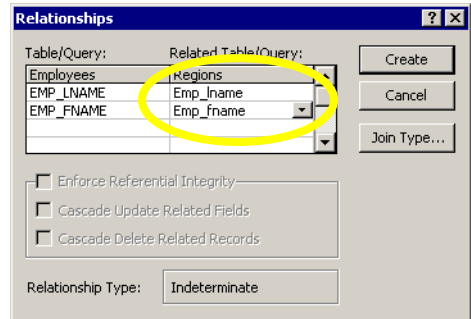 Relationships
Table/Query: Related Table/Query:
Employees Regions
EMP_LNAME Emp_lname
EMP_FNAME Emp_fname
Create
Cancel
Join Type...
Enforce Referential Integrity
Cascade Update Related Fields
Cascade Delete Related Records
Relationship Type: Indeterminate